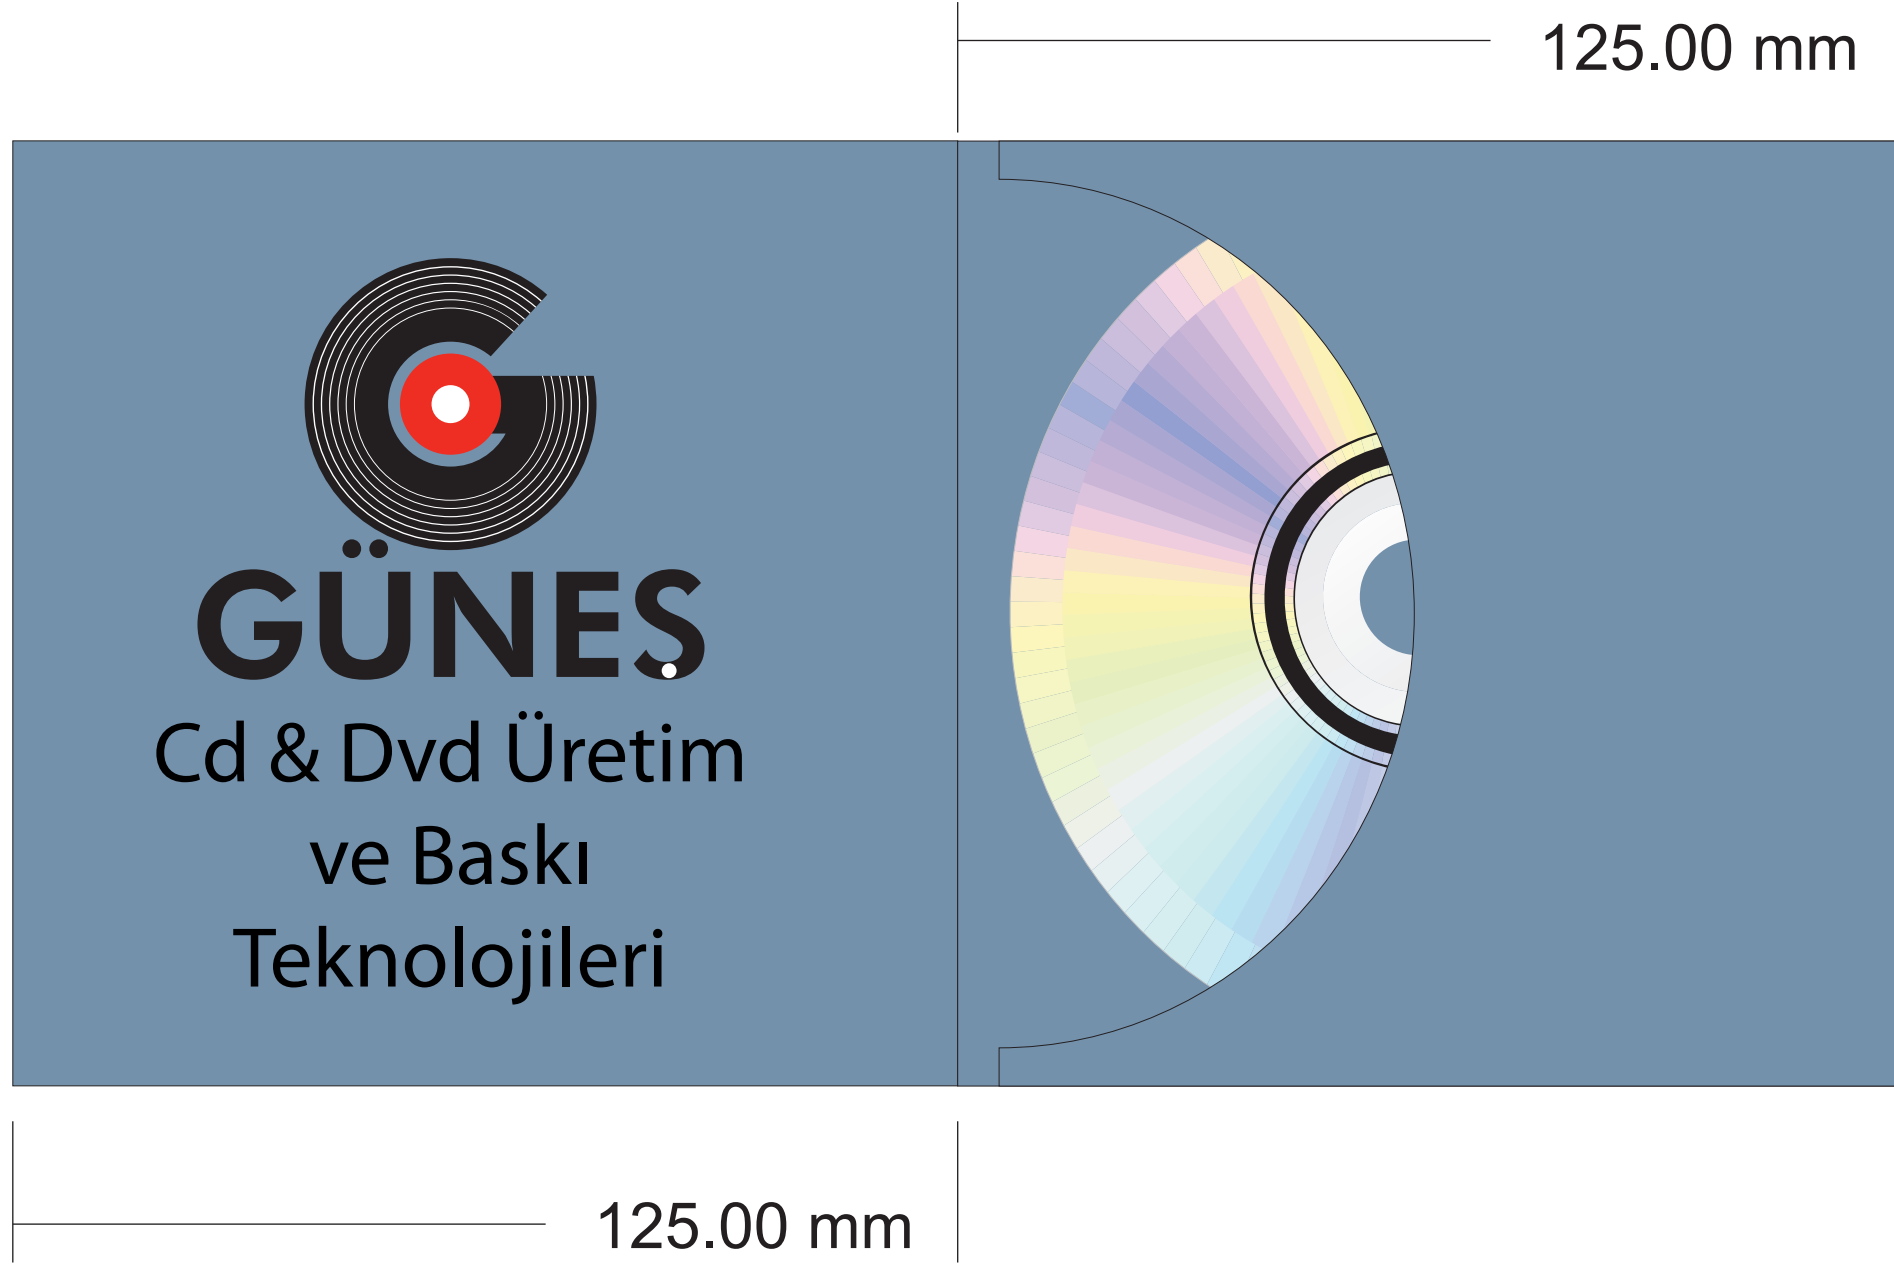 125.00 mm
GÜNEŞ
Cd & Dvd Üretim
ve Baskı
Teknolojileri
125.00 mm